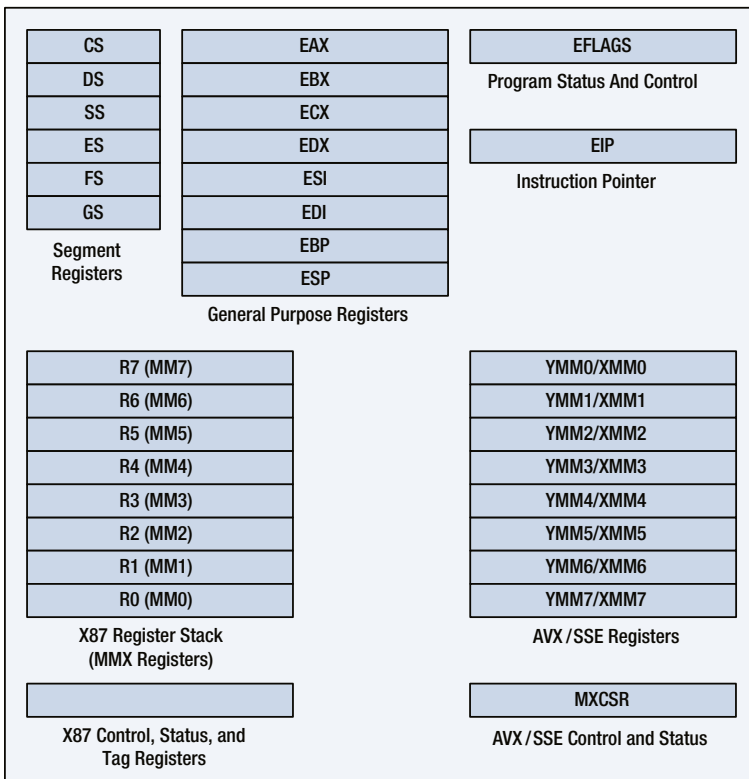 CS
DS
SS
ES
FS
GS
Segment
Registers
EAX
EBX
ECX
EDX
ESI
EDI
EBP
ESP
General Purpose Registers
EFLAGS
Program Status And Control
EIP
Instruction Pointer
R7 (MM7)
R6 (MM6)
R5 (MM5)
R4 (MM4)
R3 (MM3)
R2 (MM2)
R1 (MM1)
R0 (MM0)
X87 Register Stack
(MMX Registers)
YMM0/XMM0
YMM1/XMM1
YMM2/XMM2
YMM3/XMM3
YMM4/XMM4
YMM5/XMM5
YMM6/XMM6
YMM7/XMM7
AVX/SSE Registers
X87 Control, Status, and
Tag Registers
MXCSR
AVX/SSE Control and Status